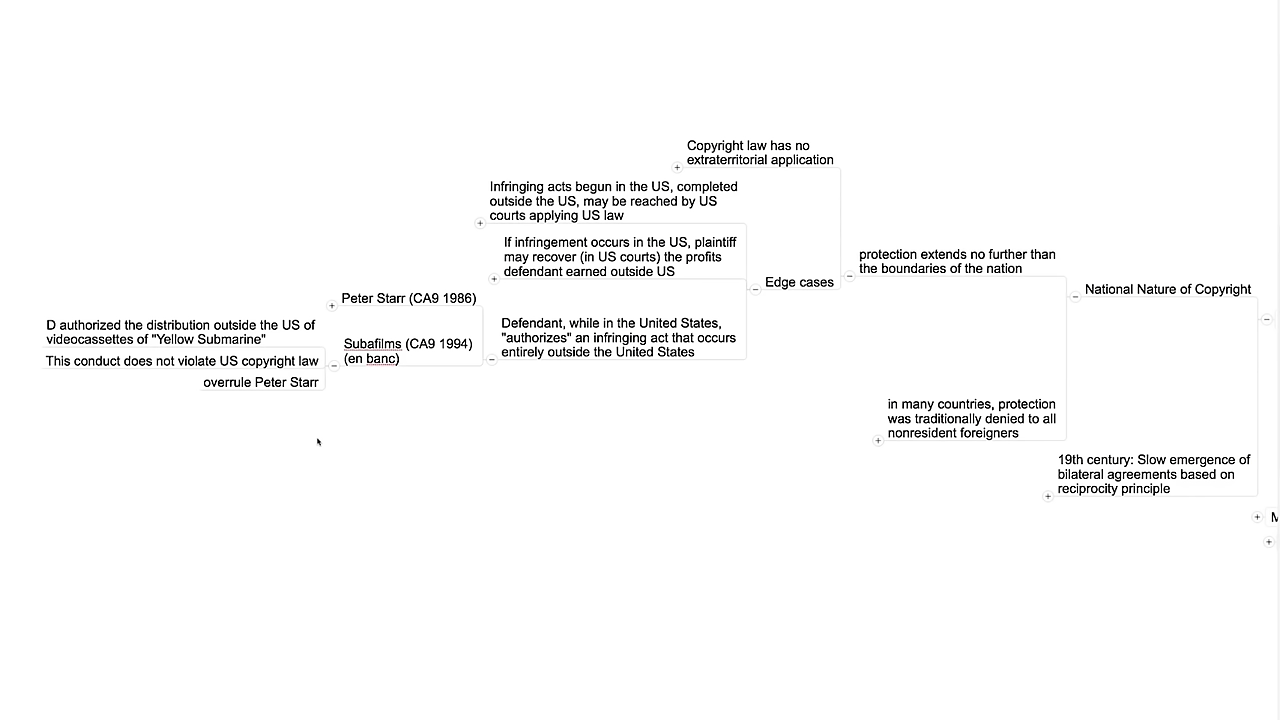 Copyright law has no
extraterritorial application
Infringing acts begun in the US, completed
outside the US, may be reached by US
courts applying US law
If infringement occurs in the US, plaintiff
may recover (in US courts) the profits
defendant earned outside US
Edge cases
protection extends no further than
the boundaries of the nation
National Nature of Copyright
Peter Starr (CA9 1986)
D authorized the distribution outside the US of
videocassettes of "Yellow Submarine"
This conduct does not violate US copyright law
overrule Peter Starr
Subafilms (CA9 1994)
(en banc)
Defendant, while in the United States,
"authorizes" an infringing act that occurs
entirely outside the United States
in many countries, protection
was traditionally denied to all
nonresident foreigners
19th century: Slow emergence of
bilateral agreements based on
reciprocity principle